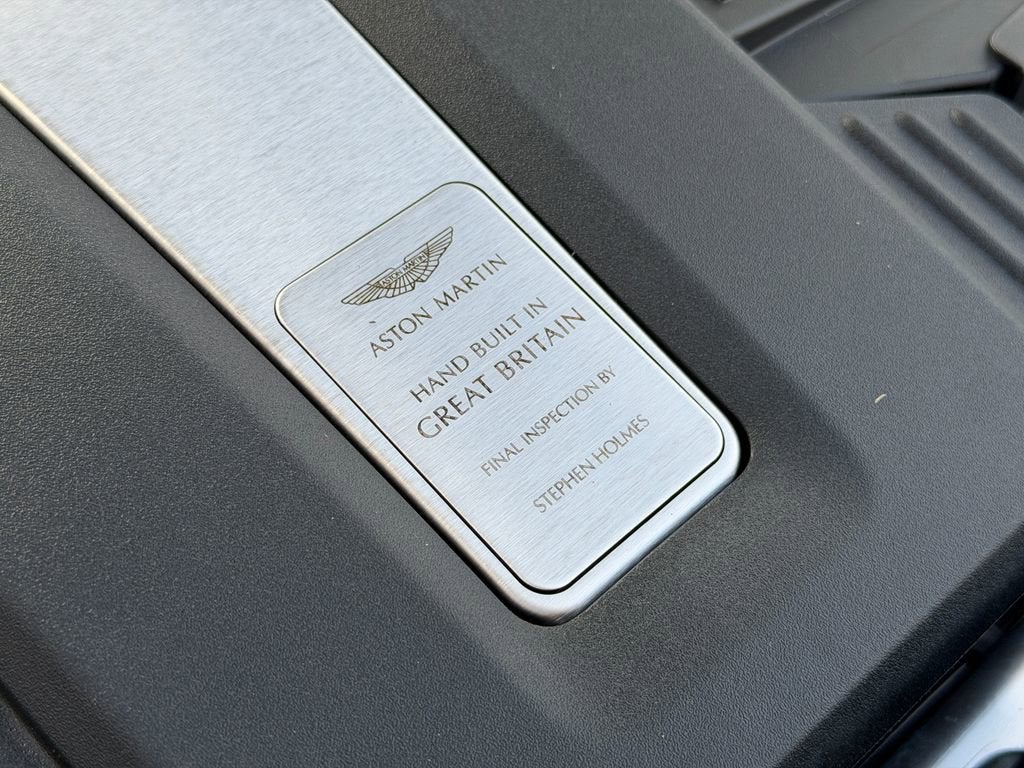 ASTON MARTIN
ASTON MARTIN
HAND BUILT IN
GREAT BRITAIN
FINAL INSPECTION BY
STEPHEN HOLMES